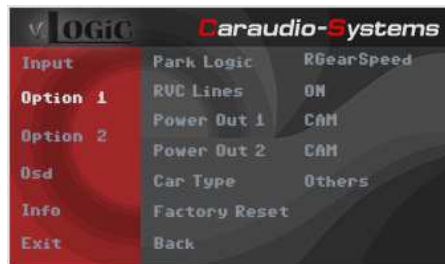 V.LOGiC Caraudio-Systems
Input Park Logic RGearSpeed
Option 1 RVC Lines ON
Power Out 1 CAM
Option 2 Power Out 2 CAM
Osd Car Type Others
Info Factory Reset
Exit Back